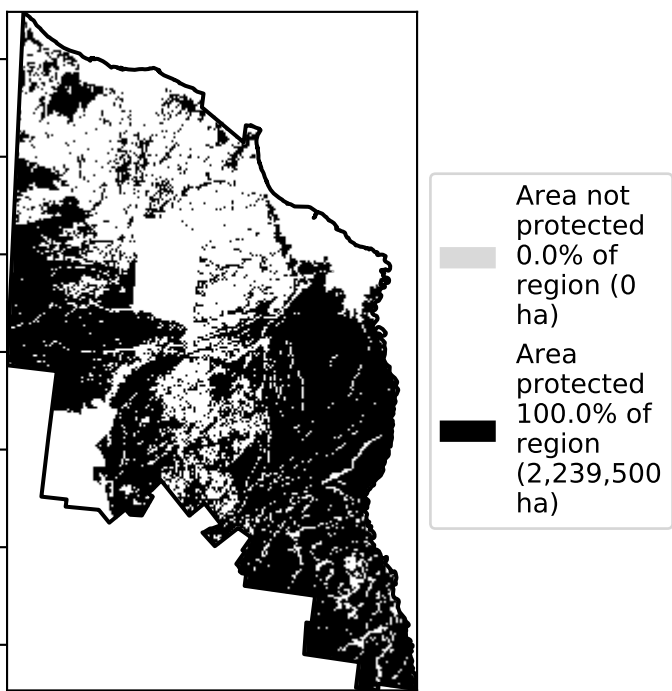 Area not
protected
0.0% of
region (0
ha)
Area
protected
100.0% of
region
(2,239,500
ha)